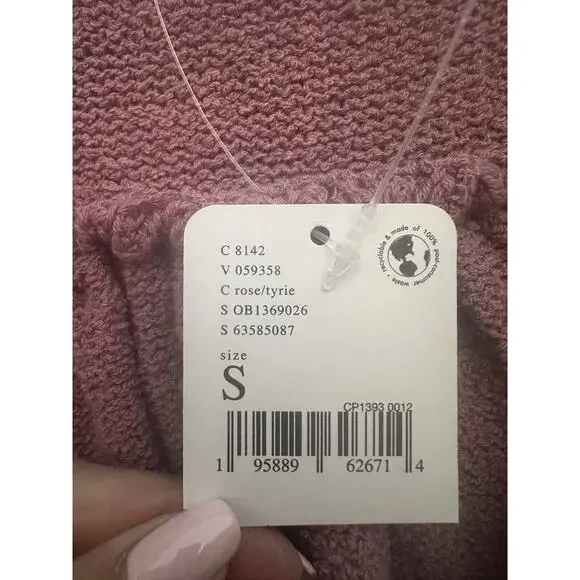 C 8142
V 059358
C rose/tyrie
S OB1369026
S 63585087
size
S
recyclable & made of 100% post-consumer waste •
CP1393 0012
1 95889 62671 4